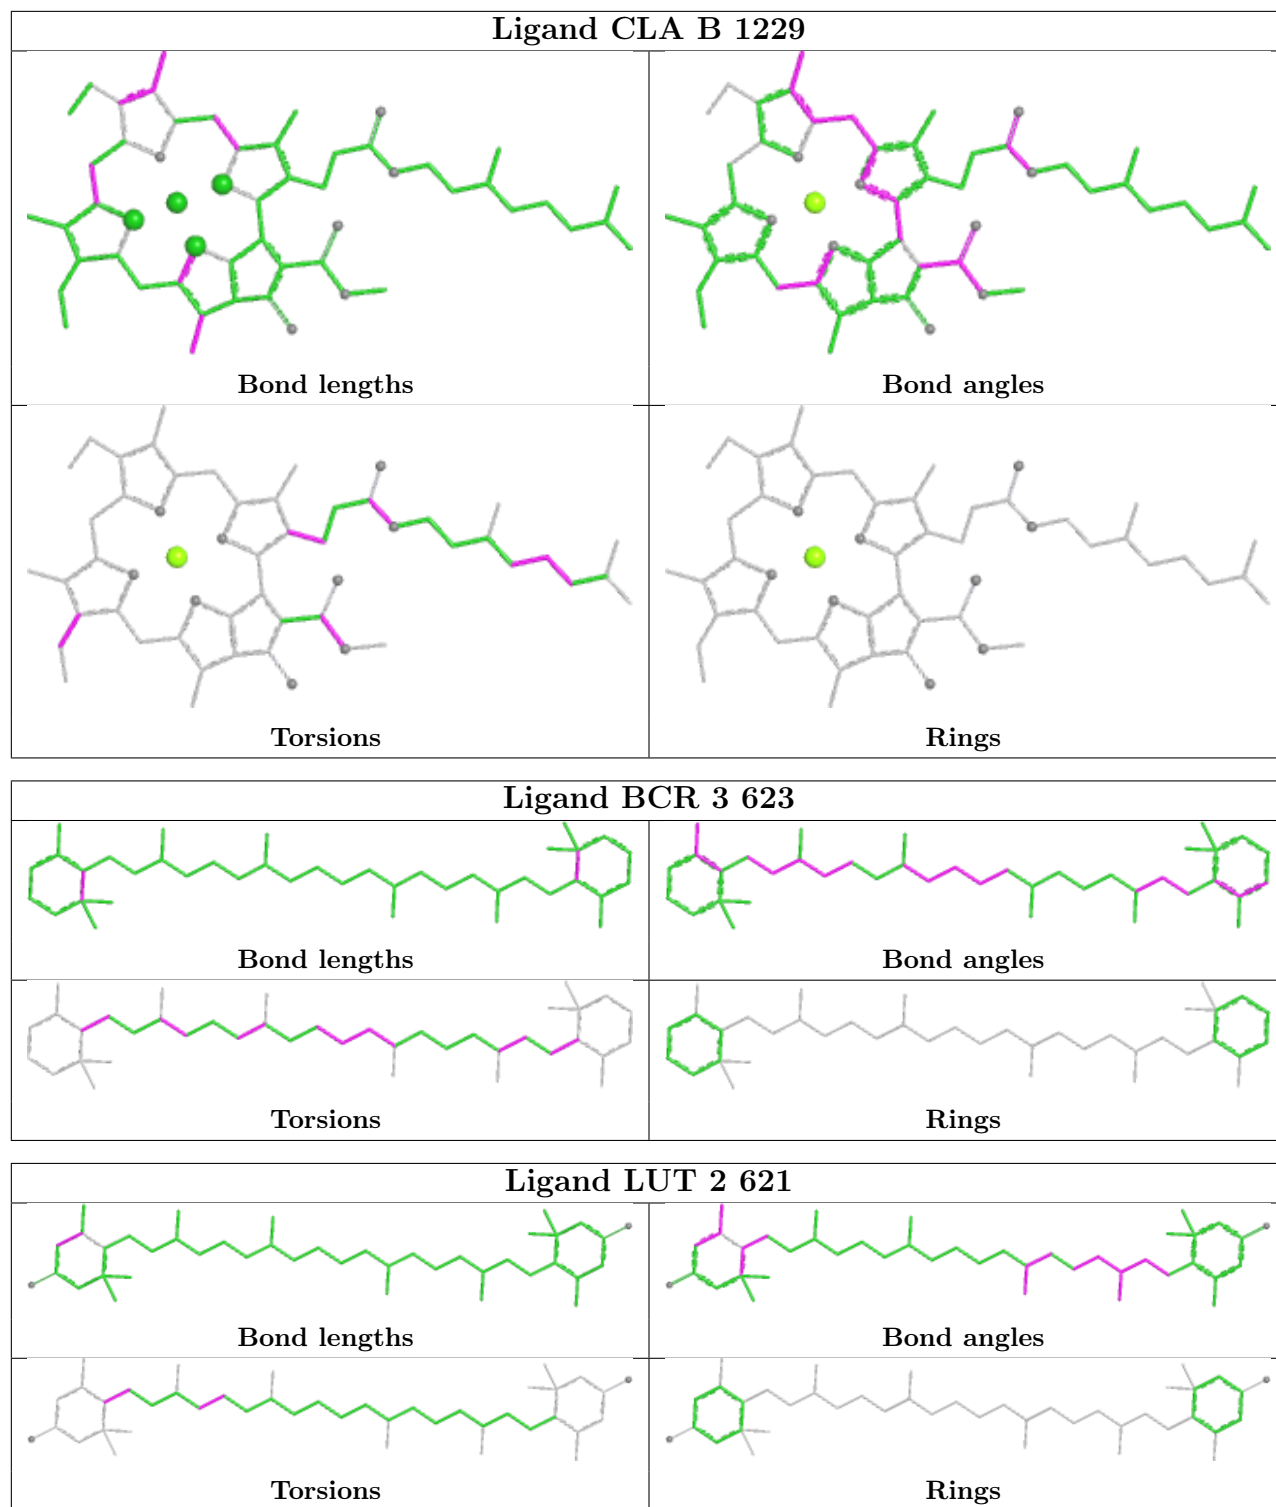 Ligand CLA B 1229
Bond lengths
Bond angles
Torsions
Rings
Ligand BCR 3 623
Bond lengths
Bond angles
Torsions
Rings
Ligand LUT 2 621
Bond lengths
Bond angles
Torsions
Rings